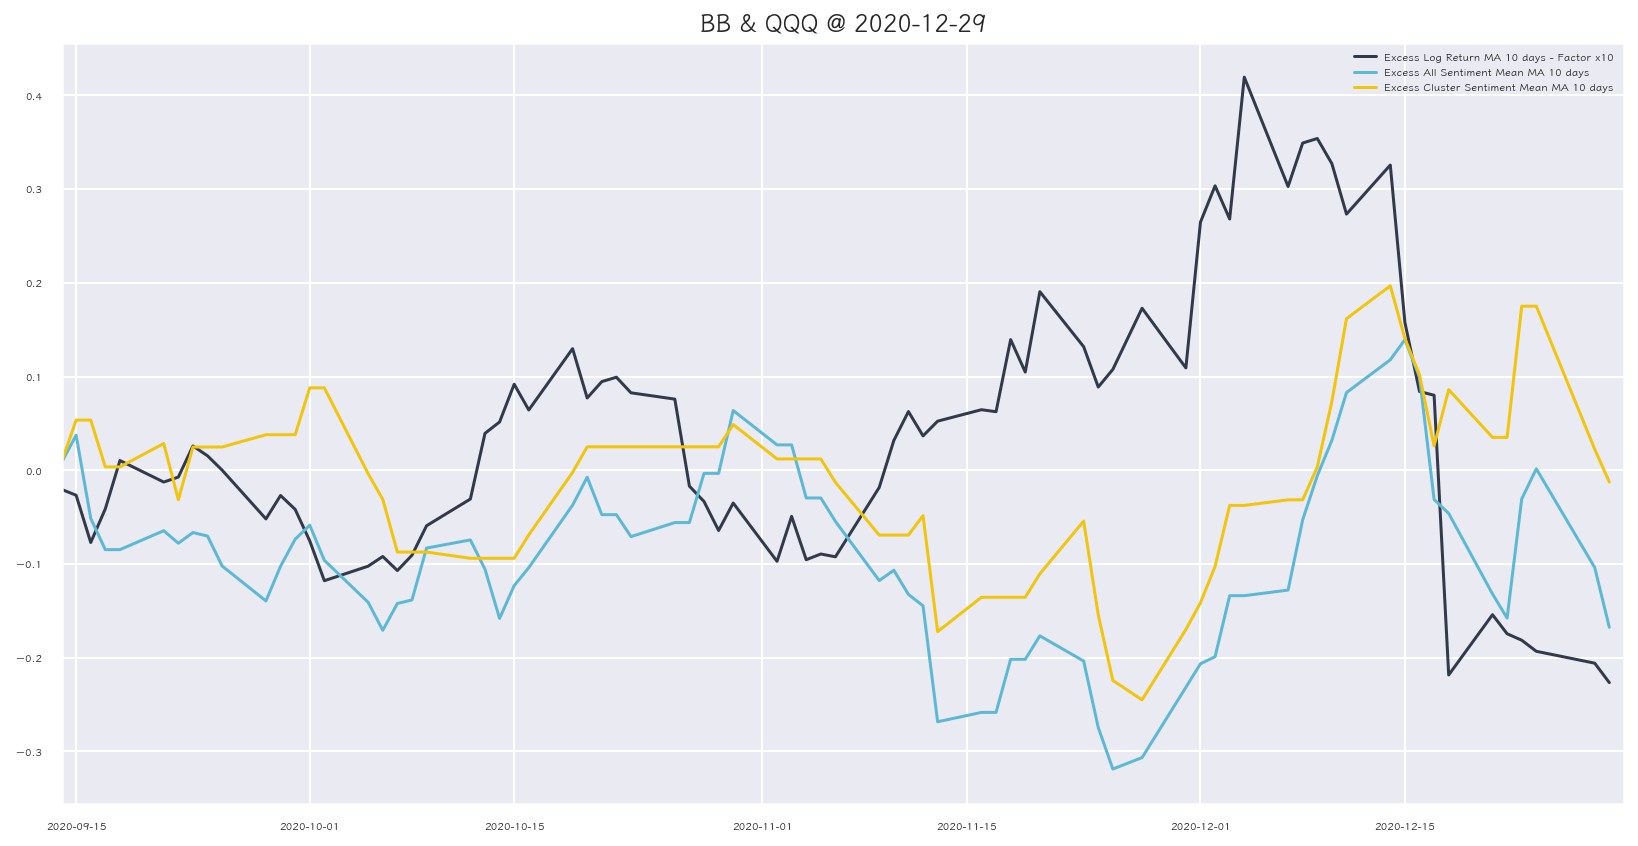 BB & QQQ @ 2020-12-29
Excess Log Return MA 10 days - Factor x10
Excess All Sentiment Mean MA 10 days
Excess Cluster Sentiment Mean MA 10 days
0.4
0.3
0.2
0.1
0.0
−0.1
−0.2
−0.3
2020-09-15 2020-10-01 2020-10-15 2020-11-01 2020-11-15 2020-12-01 2020-12-15